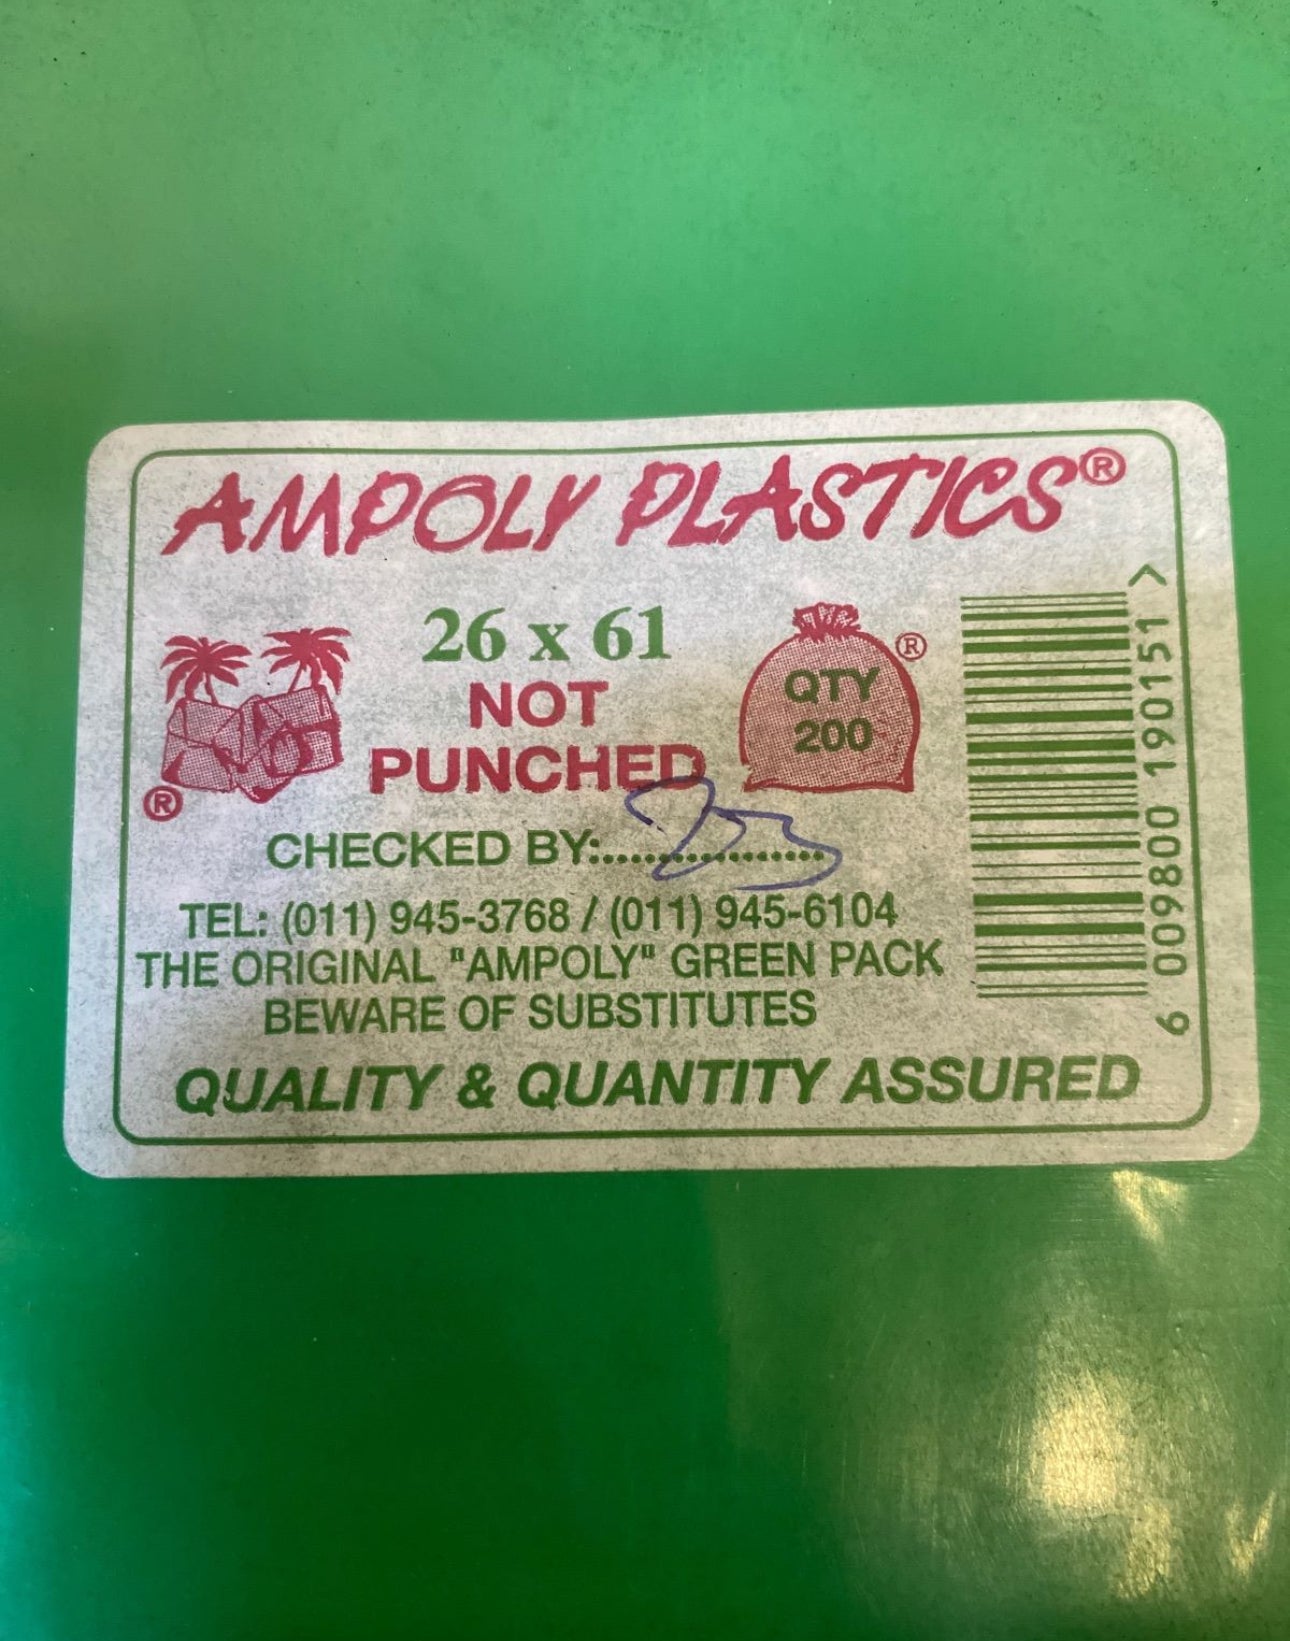 AMPOLY PLASTICS®
26 x 61
NOT
PUNCHED
®
QTY
200
®
CHECKED BY:...................
TEL: (011) 945-3768 / (011) 945-6104
THE ORIGINAL "AMPOLY" GREEN PACK
BEWARE OF SUBSTITUTES
QUALITY & QUANTITY ASSURED
6 009800 190151 >